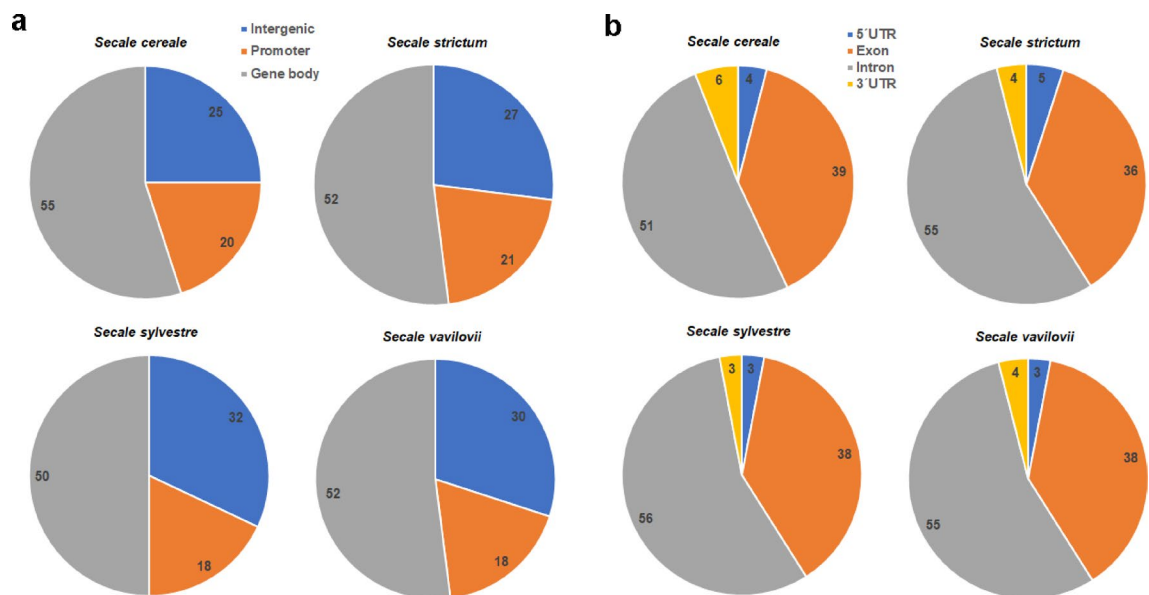 a
Intergenic
Promoter
Gene body
Secale cereale
25
20
55
Secale strictum
27
21
52
Secale sylvestre
32
18
50
Secale vavilovii
30
18
52
b
5´UTR
Exon
Intron
3´UTR
Secale cereale
6
4
39
51
Secale strictum
4
5
36
55
Secale sylvestre
3
3
38
56
Secale vavilovii
4
3
38
55